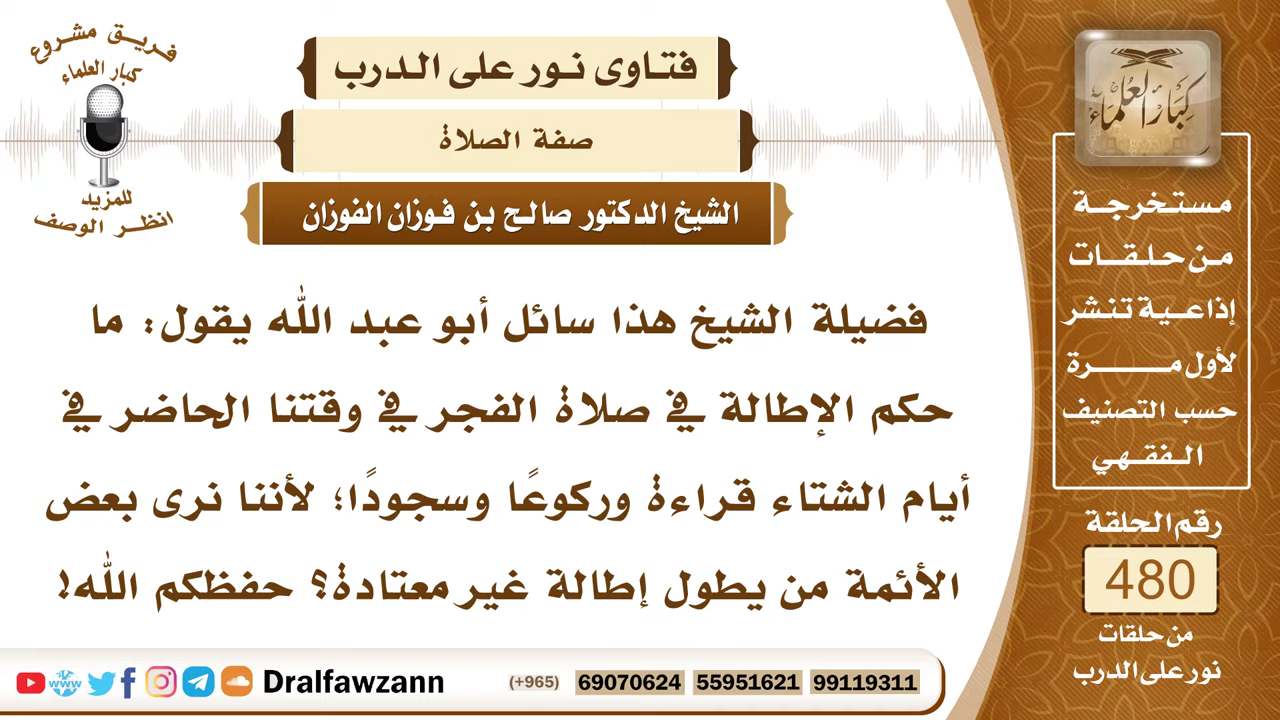 فريق مشروع
كبار العلماء
للمزيد
انظر الوصف
فتاوى نور على الدرب
صفة الصلاة
الشيخ الدكتور صالح بن فوزان الفوزان
فضيلة الشيخ هذا سائل أبو عبد الله يقول: ما
حكم الإطالة في صلاة الفجر في وقتنا الحاضر في
أيام الشتاء قراءة وركوعًا وسجودًا؛ لأننا نرى بعض
الأئمة من يطول إطالة غير معتادة؟ حفظكم الله!
كبار العلماء
مستخرجة
من حلقات
إذاعية تنشر
لأول مرة
حسب التصنيف
الفقهي
رقم الحلقة
480
من حلقات
نور على الدرب
www
Dralfawzann (+965) 69070624 55951621 99119311